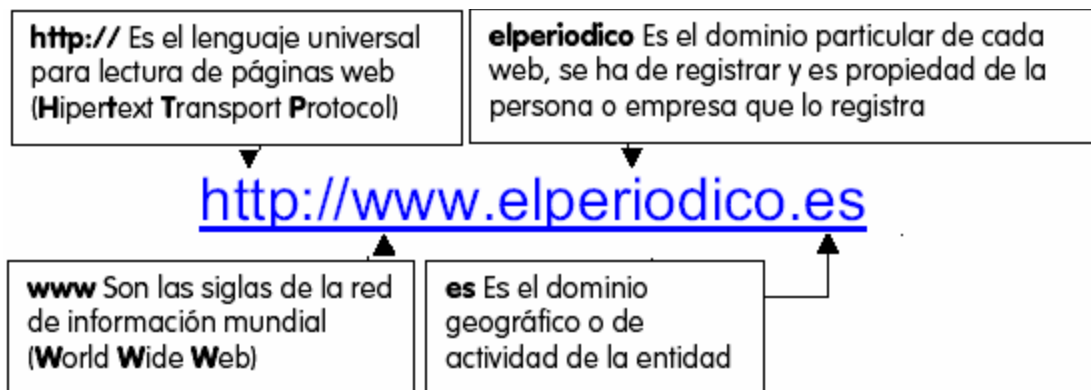 http:// Es el lenguaje universal
para lectura de páginas web
(Hipertext Transport Protocol)
elperiodico Es el dominio particular de cada
web, se ha de registrar y es propiedad de la
persona o empresa que lo registra
http://www.elperiodico.es
www Son las siglas de la red
de información mundial
(World Wide Web)
es Es el dominio
geográfico o de
actividad de la entidad